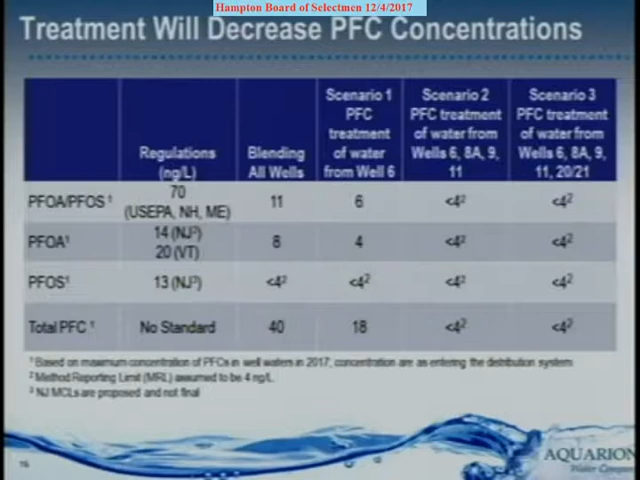 Hampton Board of Selectmen 12/4/2017
Treatment Will Decrease PFC Concentrations
Regulations (ng/L)
Blending All Wells
Scenario 1 PFC treatment of water from Well 6
Scenario 2 PFC treatment of water from Wells 6, 8A, 9, 11
Scenario 3 PFC treatment of water from Wells 6, 8A, 9, 11, 20/21
PFOA/PFOS¹ 70 (USEPA, NH, ME) 11 6 <4² <4²
PFOA¹ 14 (NJ³) 20 (VT) 8 4 <4² <4²
PFOS¹ 13 (NJ³) <4² <4² <4² <4²
Total PFC ¹ No Standard 40 18 <4² <4²
¹ Based on maximum concentration of PFCs in well waters in 2017; concentration are as entering the distribution system
² Method Reporting Limit (MRL) assumed to be 4 ng/L.
³ NJ MCLs are proposed and not final
16
AQUARION
Water Company